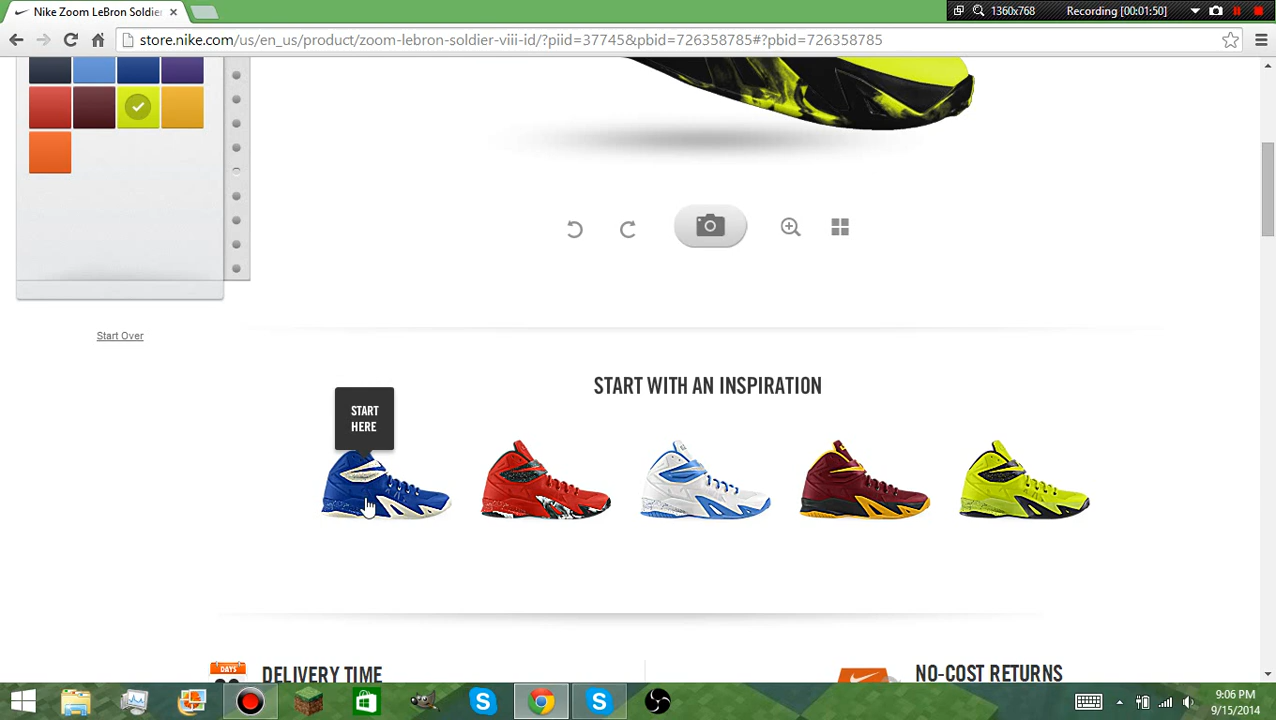 Nike Zoom LeBron Soldier
1360x768
Recording [00:01:50]
store.nike.com/us/en_us/product/zoom-lebron-soldier-viii-id/?piid=37745&pbid=726358785#?pbid=726358785
Start Over
START WITH AN INSPIRATION
START
HERE
DAYS
DELIVERY TIME
NO-COST RETURNS
9:06 PM
9/15/2014